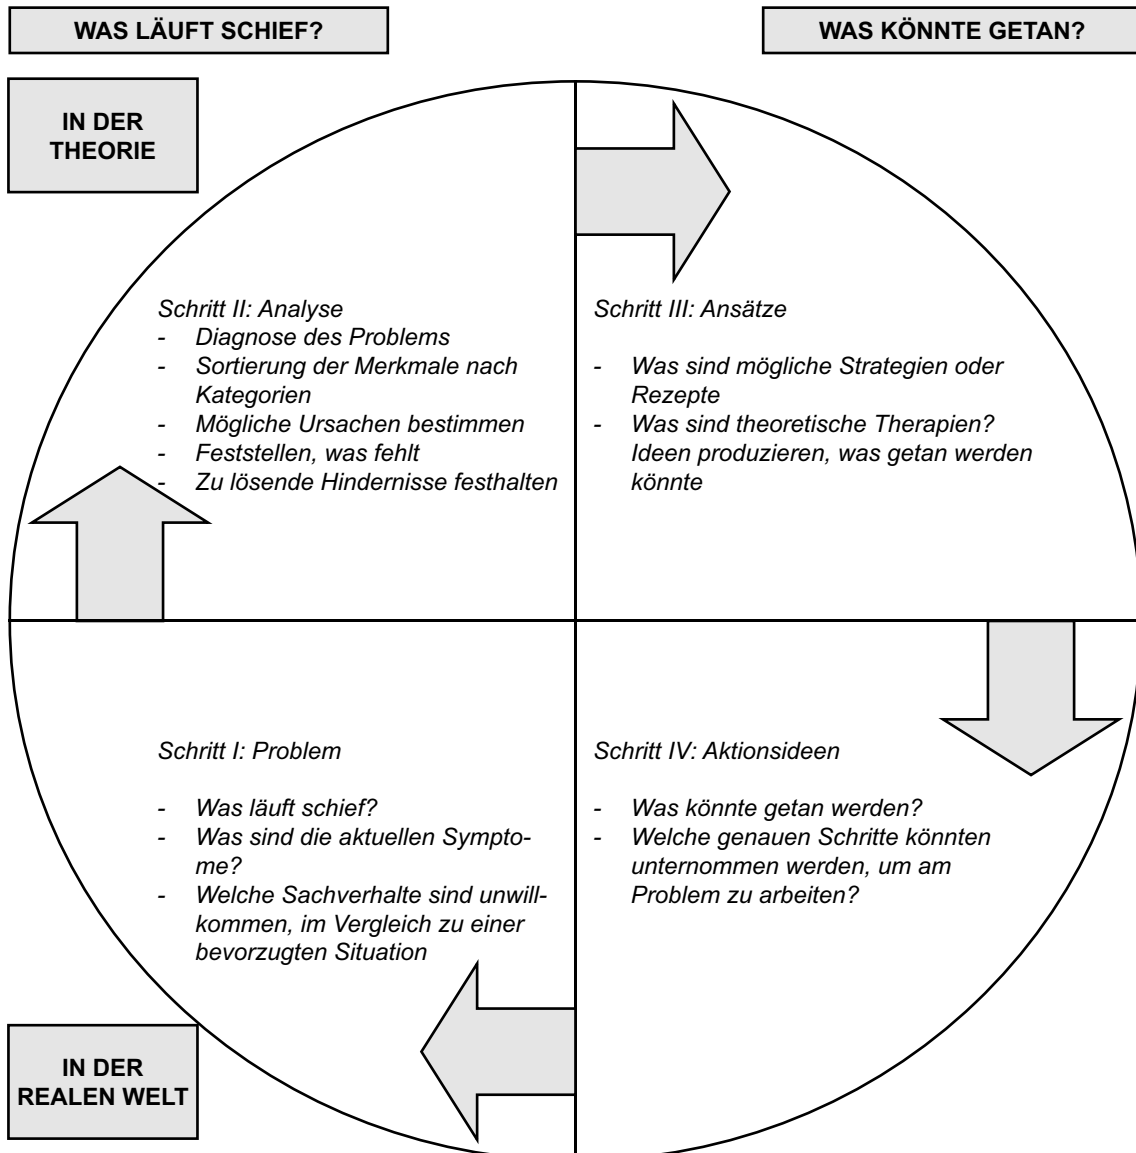 WAS LÄUFT SCHIEF?
WAS KÖNNTE GETAN?
IN DER
THEORIE
Schritt II: Analyse
- Diagnose des Problems
- Sortierung der Merkmale nach
Kategorien
- Mögliche Ursachen bestimmen
- Feststellen, was fehlt
- Zu lösende Hindernisse festhalten
Schritt III: Ansätze
- Was sind mögliche Strategien oder
Rezepte
- Was sind theoretische Therapien?
Ideen produzieren, was getan werden
könnte
Schritt I: Problem
- Was läuft schief?
- Was sind die aktuellen Sympto-
me?
- Welche Sachverhalte sind unwill-
kommen, im Vergleich zu einer
bevorzugten Situation
Schritt IV: Aktionsideen
- Was könnte getan werden?
- Welche genauen Schritte könnten
unternommen werden, um am
Problem zu arbeiten?
IN DER
REALEN WELT